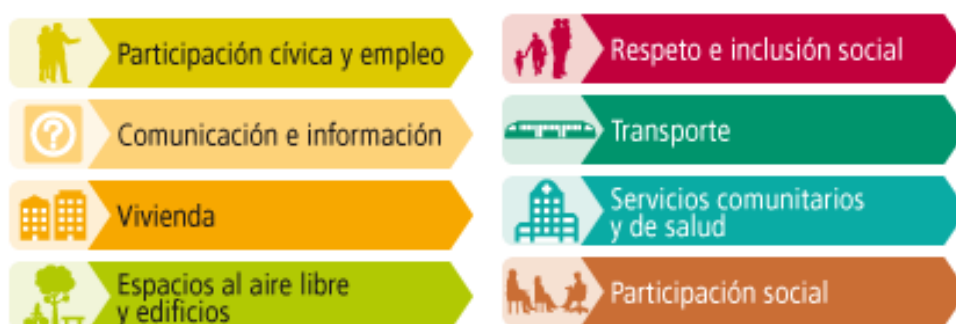 Participación cívica y empleo
Comunicación e información
Vivienda
Espacios al aire libre
y edificios
Respeto e inclusión social
Transporte
Servicios comunitarios
y de salud
Participación social